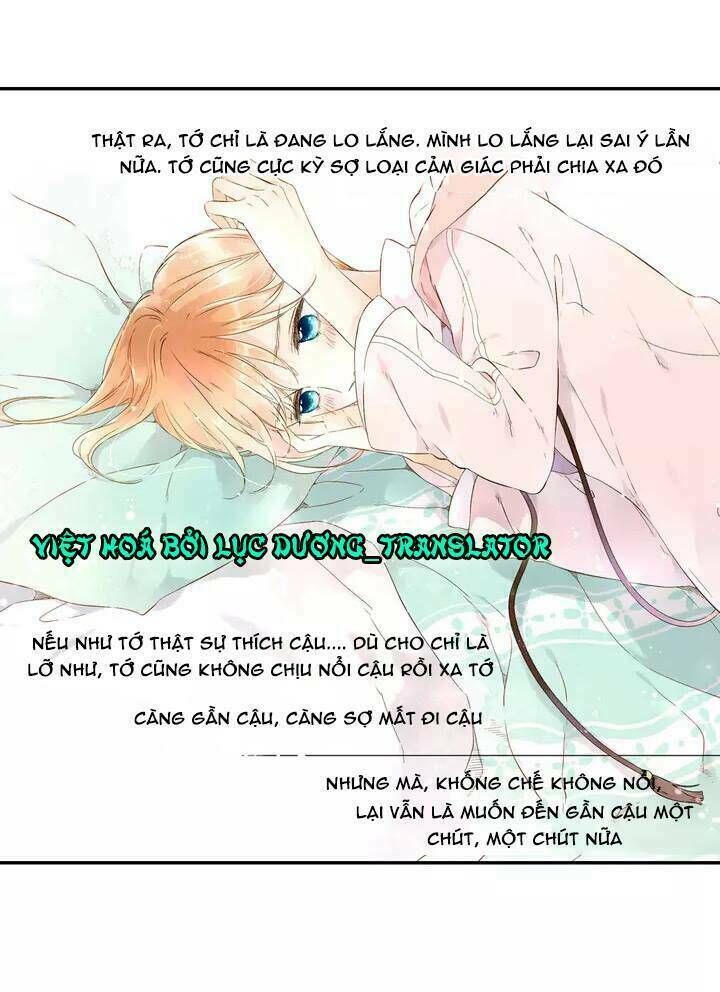 THẬT RA, TỚ CHỈ LÀ ĐANG LO LẮNG. MÌNH LO LẮNG LẠI SAI Ý LẦN
NỮA. TỚ CŨNG CỰC KỲ SỢ LOẠI CẢM GIÁC PHẢI CHIA XA ĐÓ
VIỆT HOÁ BỞI LỤC DƯƠNG_TRANSLATOR
NẾU NHƯ TỚ THẬT SỰ THÍCH CẬU.... DÙ CHO CHỈ LÀ
LỠ NHƯ, TỚ CŨNG KHÔNG CHỊU NỔI CẬU RỒI XA TỚ
CÀNG GẦN CẬU, CÀNG SỢ MẤT ĐI CẬU
NHƯNG MÀ, KHỐNG CHẾ KHÔNG NỔI,
LẠI VẪN LÀ MUỐN ĐẾN GẦN CẬU MỘT
CHÚT, MỘT CHÚT NỮA